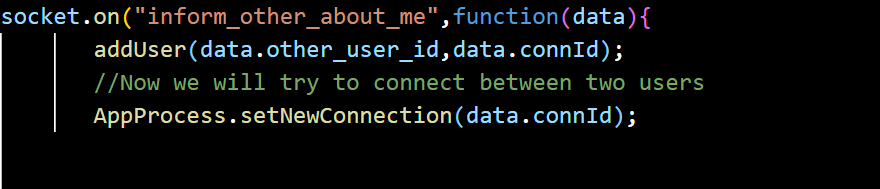 socket.on("inform_other_about_me",function(data){
addUser(data.other_user_id,data.connId);
//Now we will try to connect between two users
AppProcess.setNewConnection(data.connId);